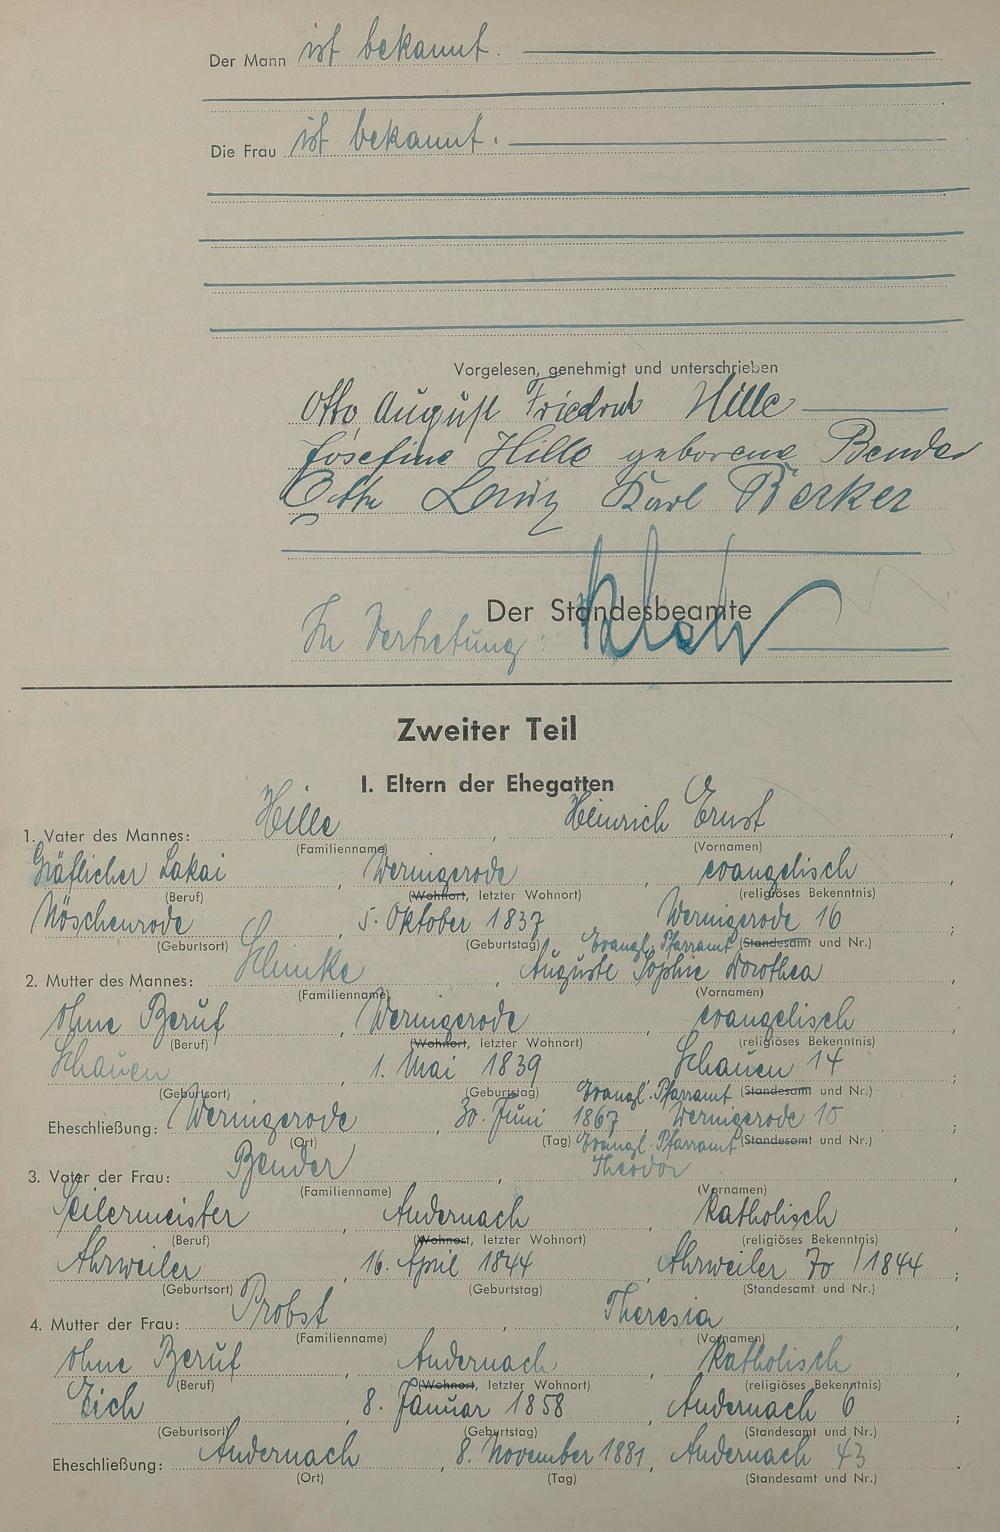 Der Mann ist bekannt.
Die Frau ist bekannt.
Vorgelesen, genehmigt und unterschrieben
Otto August Friedrich Hille
Josefine Hille geborene Bender
Otto Karl Berker
Der Standesbeamte
In Vertretung:
Zweiter Teil
I. Eltern der Ehegatten
1. Vater des Mannes: Hille, Heinrich Ernst,
(Familienname) (Vornamen)
Gräflicher Lakai, Wernigerode, evangelisch
(Beruf) (Wohnort, letzter Wohnort) (religiöses Bekenntnis)
Nöschenrode, 5. Oktober 1837, Wernigerode 16;
(Geburtsort) (Geburtstag) Evangl. Pfarramt (Standesamt und Nr.)
2. Mutter des Mannes: Schmke, Auguste Sophie Dorothea
(Familienname) (Vornamen)
ohne Beruf, Wernigerode, evangelisch
(Beruf) (Wohnort, letzter Wohnort) (religiöses Bekenntnis)
Schauen, 1. Mai 1839, Schauen 14
(Geburtsort) (Geburtstag) Evangl. Pfarramt (Standesamt und Nr.)
Eheschließung: Wernigerode, 30. Juni 1867, Wernigerode 10;
(Ort) (Tag) Evangl. Pfarramt (Standesamt und Nr.)
3. Vater der Frau: Bender, Theodor,
(Familienname) (Vornamen)
Seilermeister, Andernach, katholisch
(Beruf) (Wohnort, letzter Wohnort) (religiöses Bekenntnis)
Ahrweiler, 16. April 1844, Ahrweiler 70/1844;
(Geburtsort) (Geburtstag) (Standesamt und Nr.)
4. Mutter der Frau: Probst, Theresia,
(Familienname) (Vornamen)
ohne Beruf, Andernach, katholisch
(Beruf) (Wohnort, letzter Wohnort) (religiöses Bekenntnis)
Eich, 8. Januar 1858, Andernach 6;
(Geburtsort) (Geburtstag) (Standesamt und Nr.)
Eheschließung: Andernach, 8. November 1881, Andernach 43.
(Ort) (Tag) (Standesamt und Nr.)